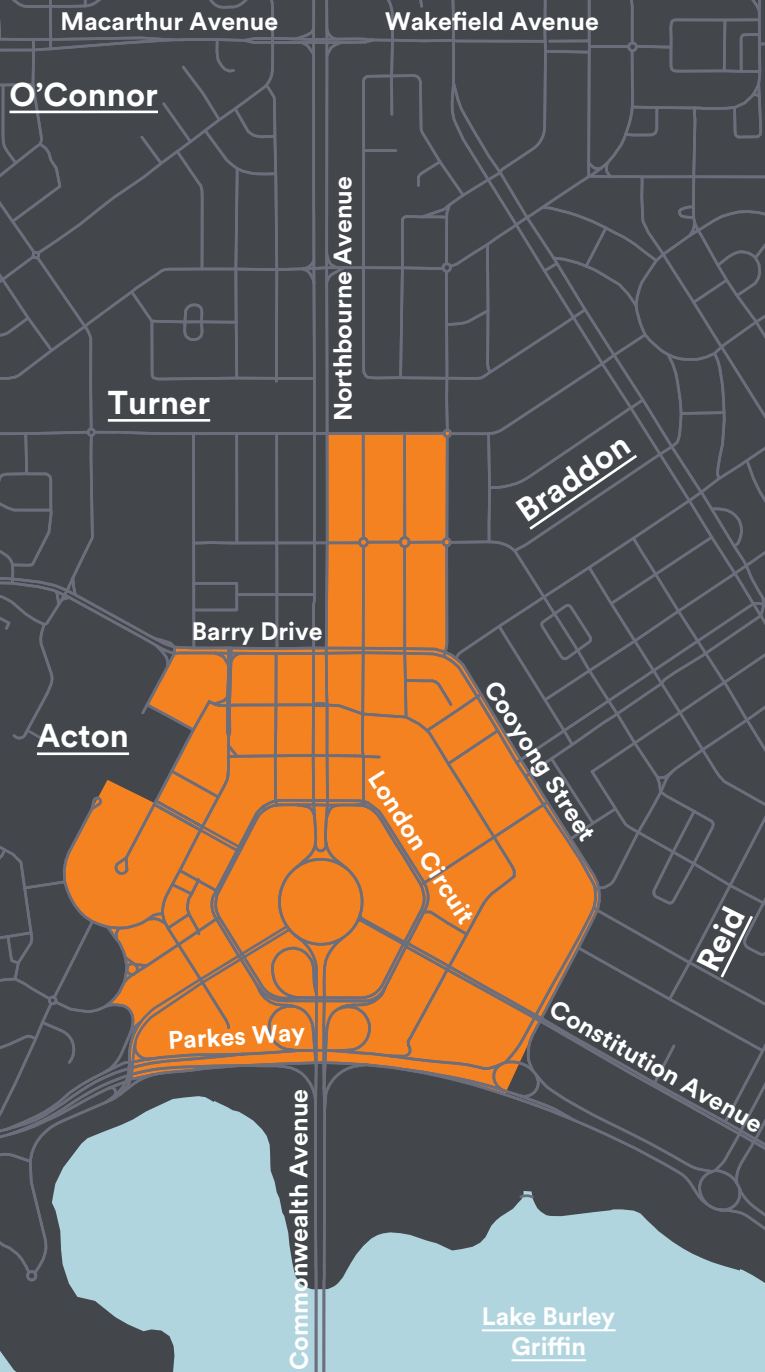 Macarthur Avenue
Wakefield Avenue
O’Connor
Northbourne Avenue
Turner
Braddon
Barry Drive
Cooyong Street
Acton
London Circuit
Reid
Constitution Avenue
Parkes Way
Commonwealth Avenue
Lake Burley
Griffin